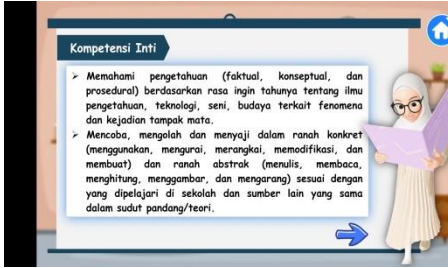 Kompetensi Inti
➢ Memahami pengetahuan (faktual, konseptual, dan
prosedural) berdasarkan rasa ingin tahunya tentang ilmu
pengetahuan, teknologi, seni, budaya terkait fenomena
dan kejadian tampak mata.
➢ Mencoba, mengolah dan menyaji dalam ranah konkret
(menggunakan, mengurai, merangkai, memodifikasi, dan
membuat) dan ranah abstrak (menulis, membaca,
menghitung, menggambar, dan mengarang) sesuai dengan
yang dipelajari di sekolah dan sumber lain yang sama
dalam sudut pandang/teori.